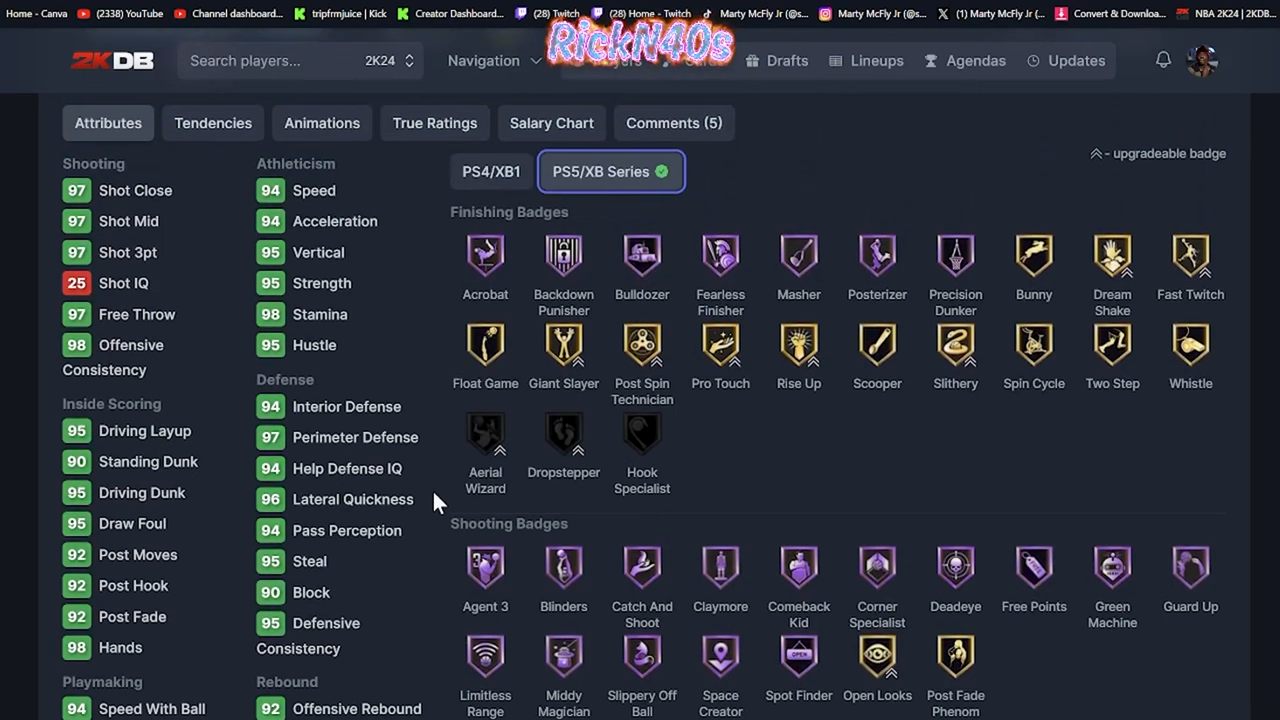 Home - Canva
(2338) YouTube
Channel dashboard...
tripfrmjuice | Kick
Creator Dashboard...
(28) Twitch
(28) Home - Twitch
Marty McFly Jr (@s...
Marty McFly Jr (@s...
(1) Marty McFly Jr (...
Convert & Downloa...
NBA 2K24 | 2KDB...
RickN40s
2KDB
Search players...
2K24
Navigation
Drafts
Lineups
Agendas
Updates
Attributes
Tendencies
Animations
True Ratings
Salary Chart
Comments (5)
Shooting
97 Shot Close
97 Shot Mid
97 Shot 3pt
25 Shot IQ
97 Free Throw
98 Offensive
Consistency
Inside Scoring
95 Driving Layup
90 Standing Dunk
95 Driving Dunk
95 Draw Foul
92 Post Moves
92 Post Hook
92 Post Fade
98 Hands
Playmaking
94 Speed With Ball
Athleticism
94 Speed
94 Acceleration
95 Vertical
95 Strength
98 Stamina
95 Hustle
Defense
94 Interior Defense
97 Perimeter Defense
94 Help Defense IQ
96 Lateral Quickness
94 Pass Perception
95 Steal
90 Block
95 Defensive
Consistency
Rebound
92 Offensive Rebound
PS4/XB1
PS5/XB Series
- upgradeable badge
Finishing Badges
Acrobat
Backdown
Punisher
Bulldozer
Fearless
Finisher
Masher
Posterizer
Precision
Dunker
Bunny
Dream
Shake
Fast Twitch
Float Game
Giant Slayer
Post Spin
Technician
Pro Touch
Rise Up
Scooper
Slithery
Spin Cycle
Two Step
Whistle
Aerial
Wizard
Dropstepper
Hook
Specialist
Shooting Badges
Agent 3
Blinders
Catch And
Shoot
Claymore
Comeback
Kid
Corner
Specialist
Deadeye
Free Points
Green
Machine
Guard Up
Limitless
Range
Middy
Magician
Slippery Off
Ball
Space
Creator
OPEN
Spot Finder
Open Looks
Post Fade
Phenom